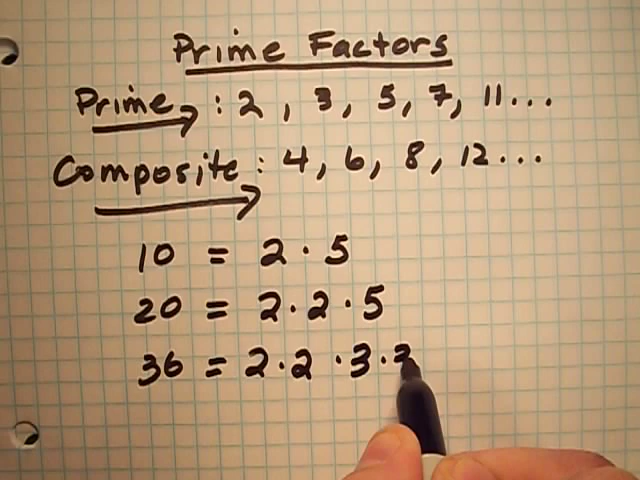 Prime Factors
Prime : 2 , 3 , 5 , 7 , 11 ...
Composite : 4 , 6 , 8 , 12 ...
10 = 2 · 5
20 = 2 · 2 · 5
36 = 2 · 2 · 3 · 3